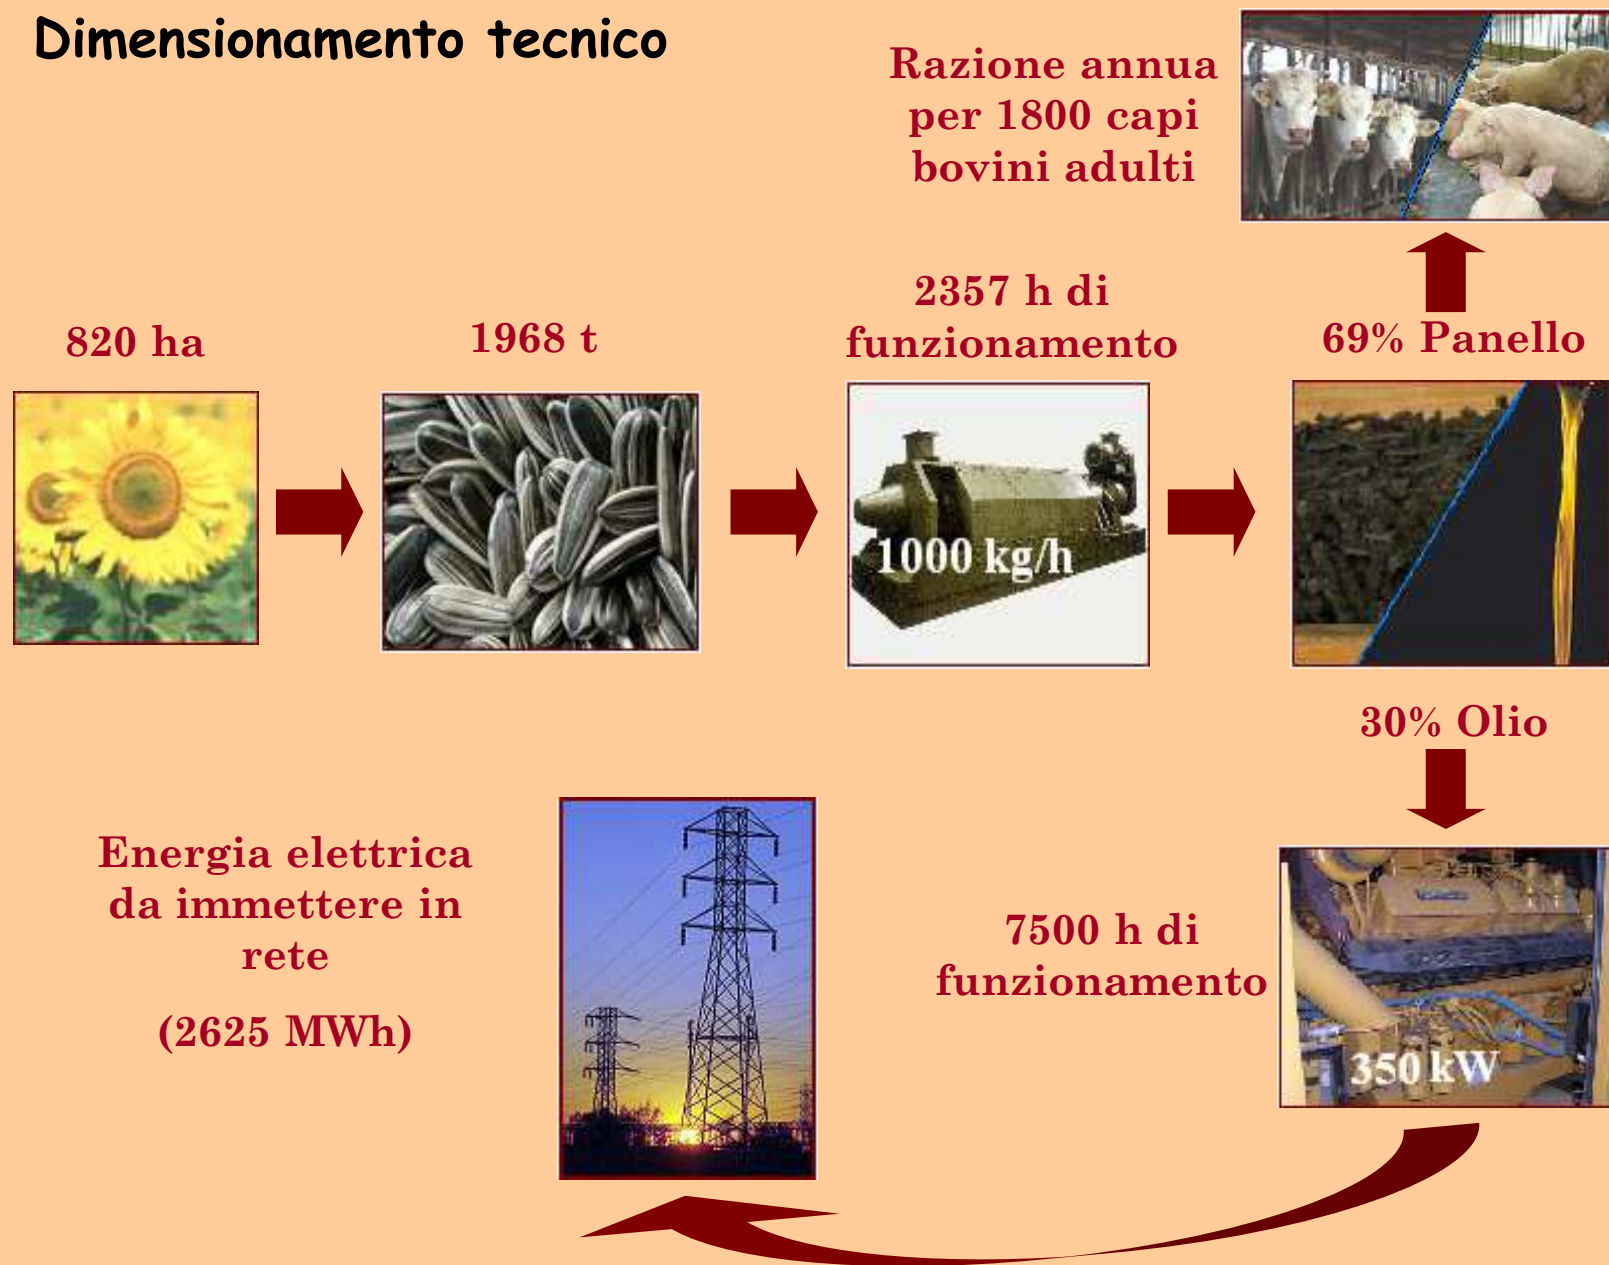 Dimensionamento tecnico
Razione annua
per 1800 capi
bovini adulti
820 ha
1968 t
2357 h di
funzionamento
69% Panello
1000 kg/h
30% Olio
Energia elettrica
da immettere in
rete
(2625 MWh)
7500 h di
funzionamento
350 kW